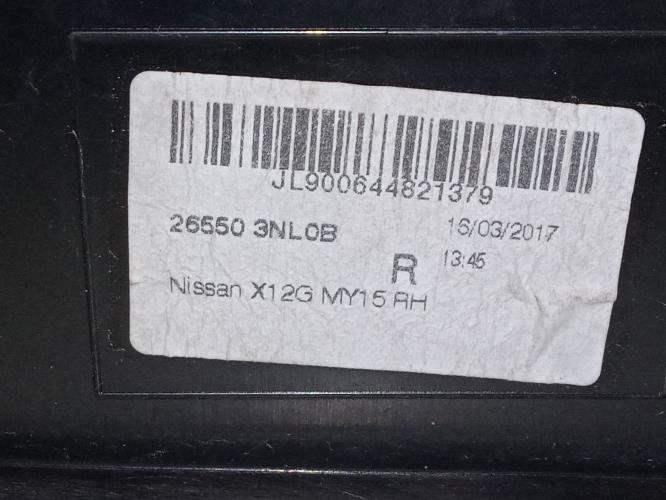 JL900644821379
26550 3NL0B
16/03/2017
R
13:45
Nissan X12G MY15 RH